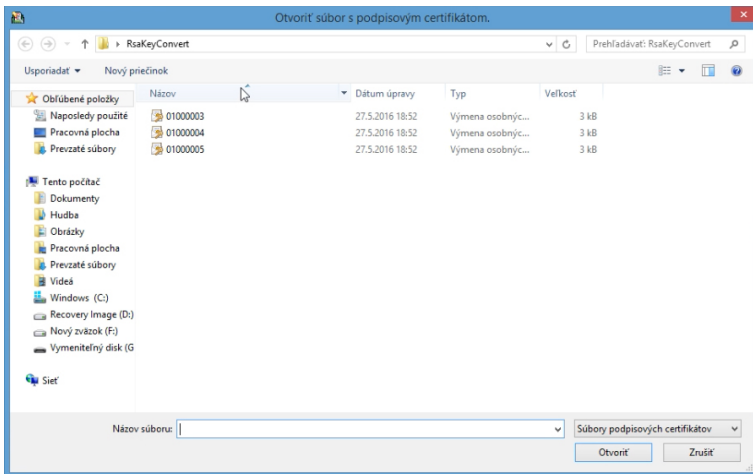 Otvoriť súbor s podpisovým certifikátom.
RsaKeyConvert
Prehľadávať: RsaKeyConvert
Usporiadať
Nový priečinok
Obľúbené položky
Naposledy použité
Pracovná plocha
Prevzaté súbory
Tento počítač
Dokumenty
Hudba
Obrázky
Pracovná plocha
Prevzaté súbory
Videá
Windows (C:)
Recovery Image (D:)
Nový zväzok (F:)
Vymeniteľný disk (G
Sieť
Názov Dátum úpravy Typ Veľkosť
01000003 27.5.2016 18:52 Výmena osobnýc... 3 kB
01000004 27.5.2016 18:52 Výmena osobnýc... 3 kB
01000005 27.5.2016 18:52 Výmena osobnýc... 3 kB
Názov súboru:
Súbory podpisových certifikátov
Otvoriť Zrušiť